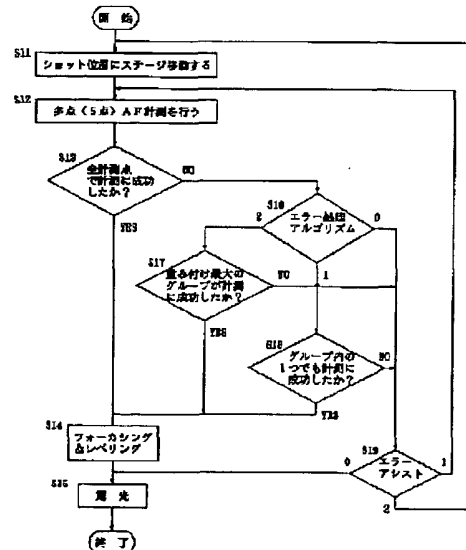 開始
S11
ショット位置にステージ移動する
S12
多点(5点)AF計測を行う
S13
全計測点
で計測に成功
したか?
NO
YES
S16
エラー処理
アルゴリズム
2
0
1
S17
重み付け最大の
グループが計測
に成功したか?
NO
YES
S18
グループ内の
1つでも計測に
成功したか?
NO
YES
S14
フォーカシング
&レベリング
S19
エラー
アシスト
0
1
2
S15
露光
終了